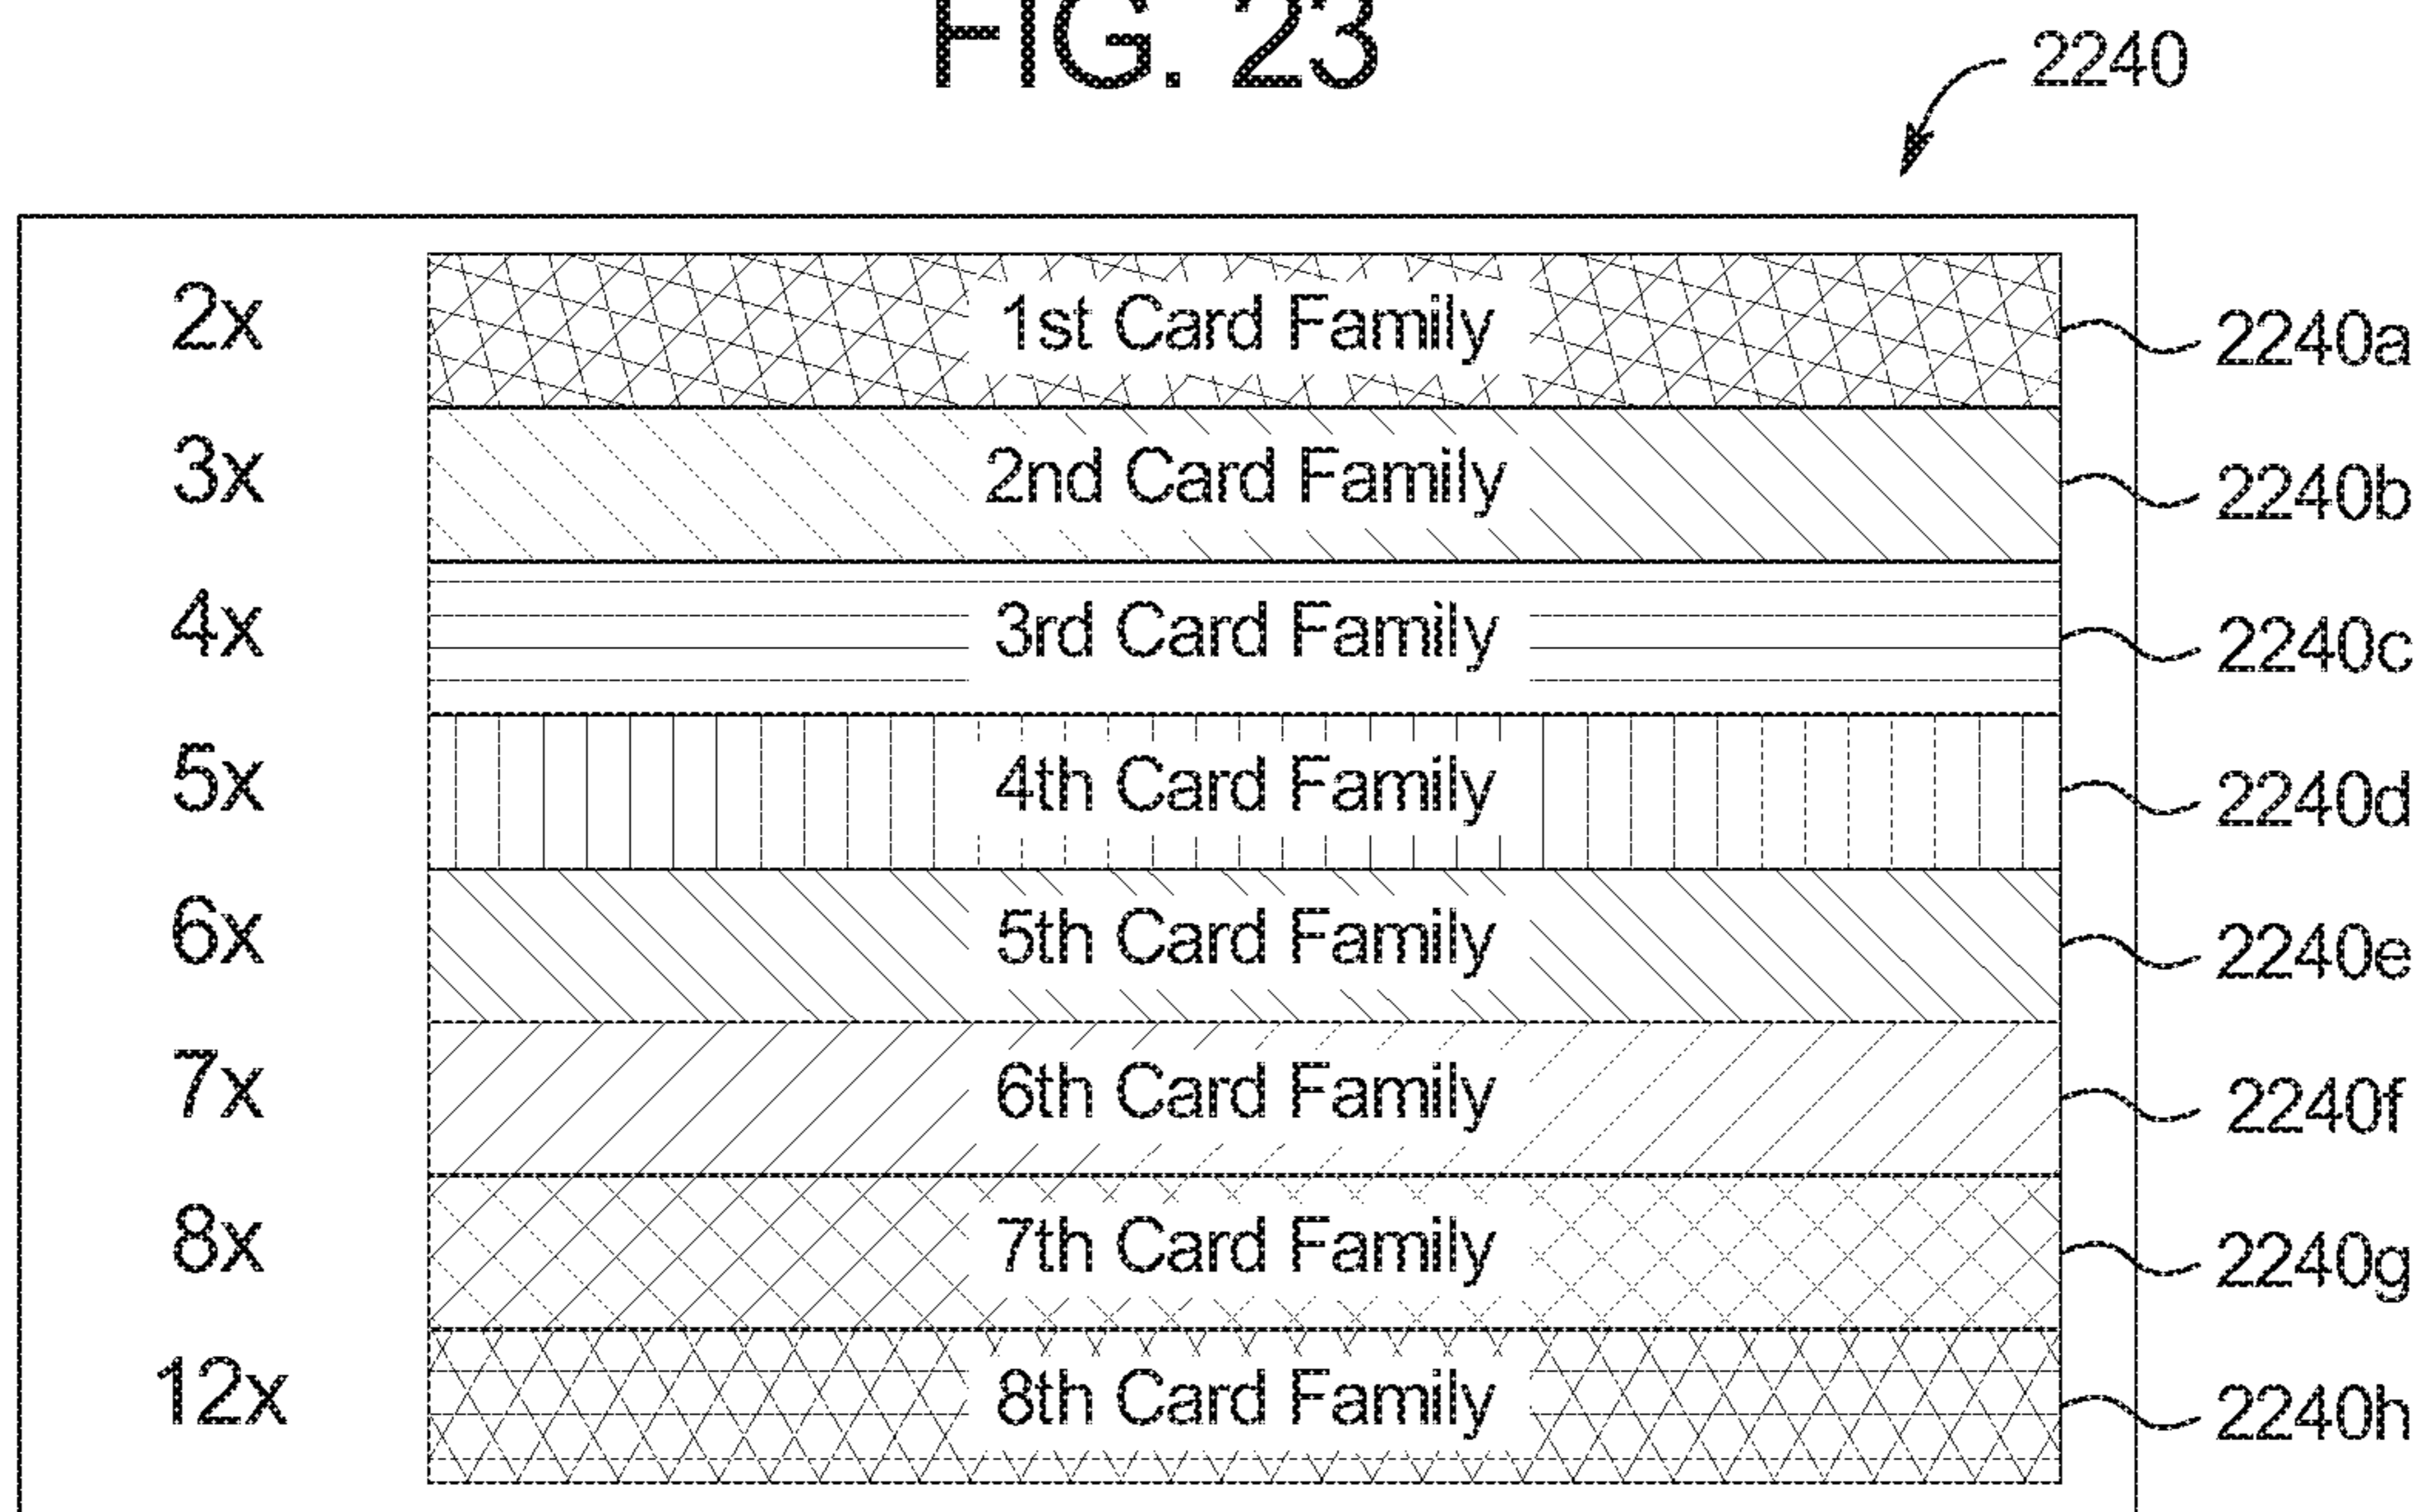 FIG. 23
2240
2x 1st Card Family 2240a
3x 2nd Card Family 2240b
4x 3rd Card Family 2240c
5x 4th Card Family 2240d
6x 5th Card Family 2240e
7x 6th Card Family 2240f
8x 7th Card Family 2240g
12x 8th Card Family 2240h